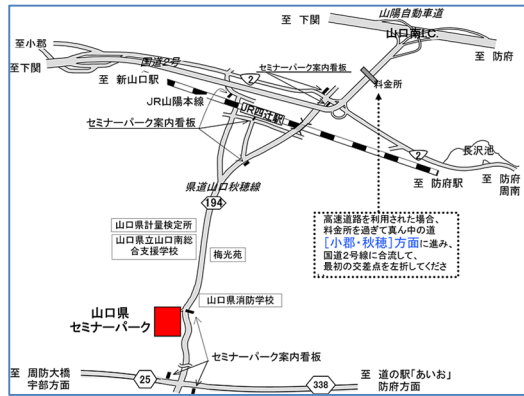 山陽自動車道
至 下関
山口南I.C.
至小郡
至 防府
国道2号
至下関
セミナーパーク案内看板
2
料金所
至 新山口駅
JR山陽本線
JR四辻駅
セミナーパーク案内看板
2
長沢池
至 防府
周南
至 防府駅
県道山口秋穂線
194
高速道路を利用された場合、
料金所を過ぎて真ん中の道
[小郡・秋穂]方面に進み、
国道2号線に合流して、
最初の交差点を左折してくださ
山口県計量検定所
山口県立山口南総
合支援学校
梅光苑
山口県消防学校
山口県
セミナーパーク
セミナーパーク案内看板
至 周防大橋
宇部方面
25
338
至 道の駅「あいお」
防府方面